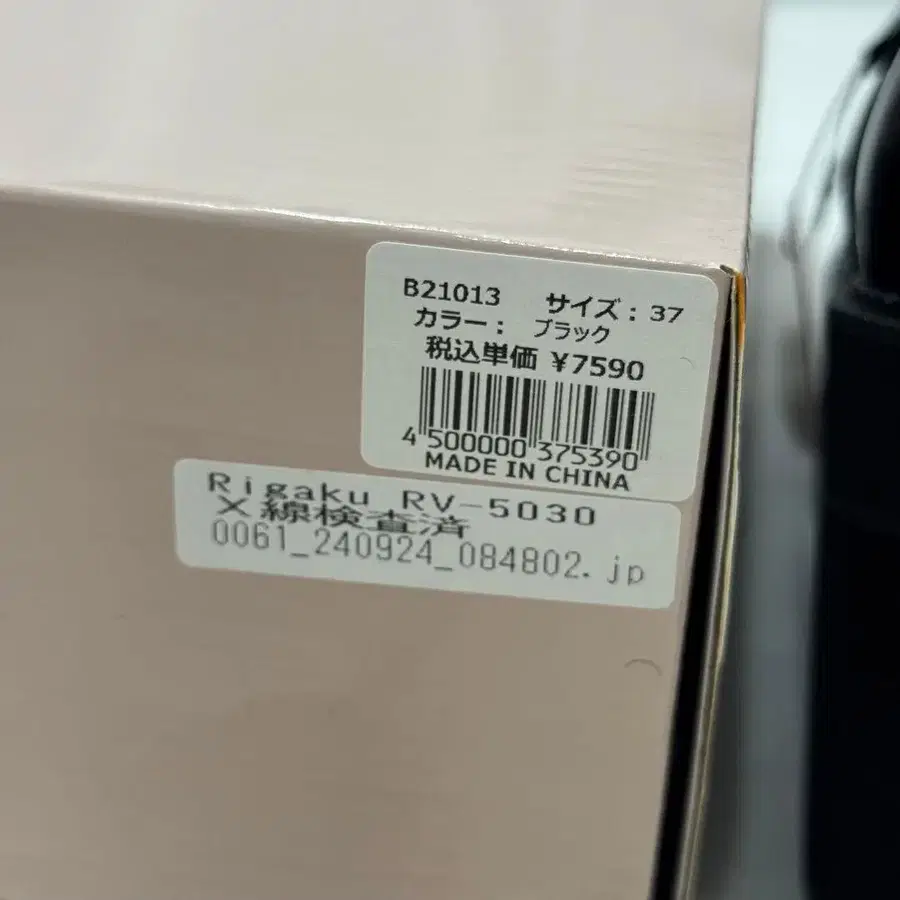 B21013 サイズ：37
カラー： ブラック
税込単価 ¥7590
4 500000 375390
MADE IN CHINA
Rigaku RV-5030
X線検査済
0061_240924_084802.jp